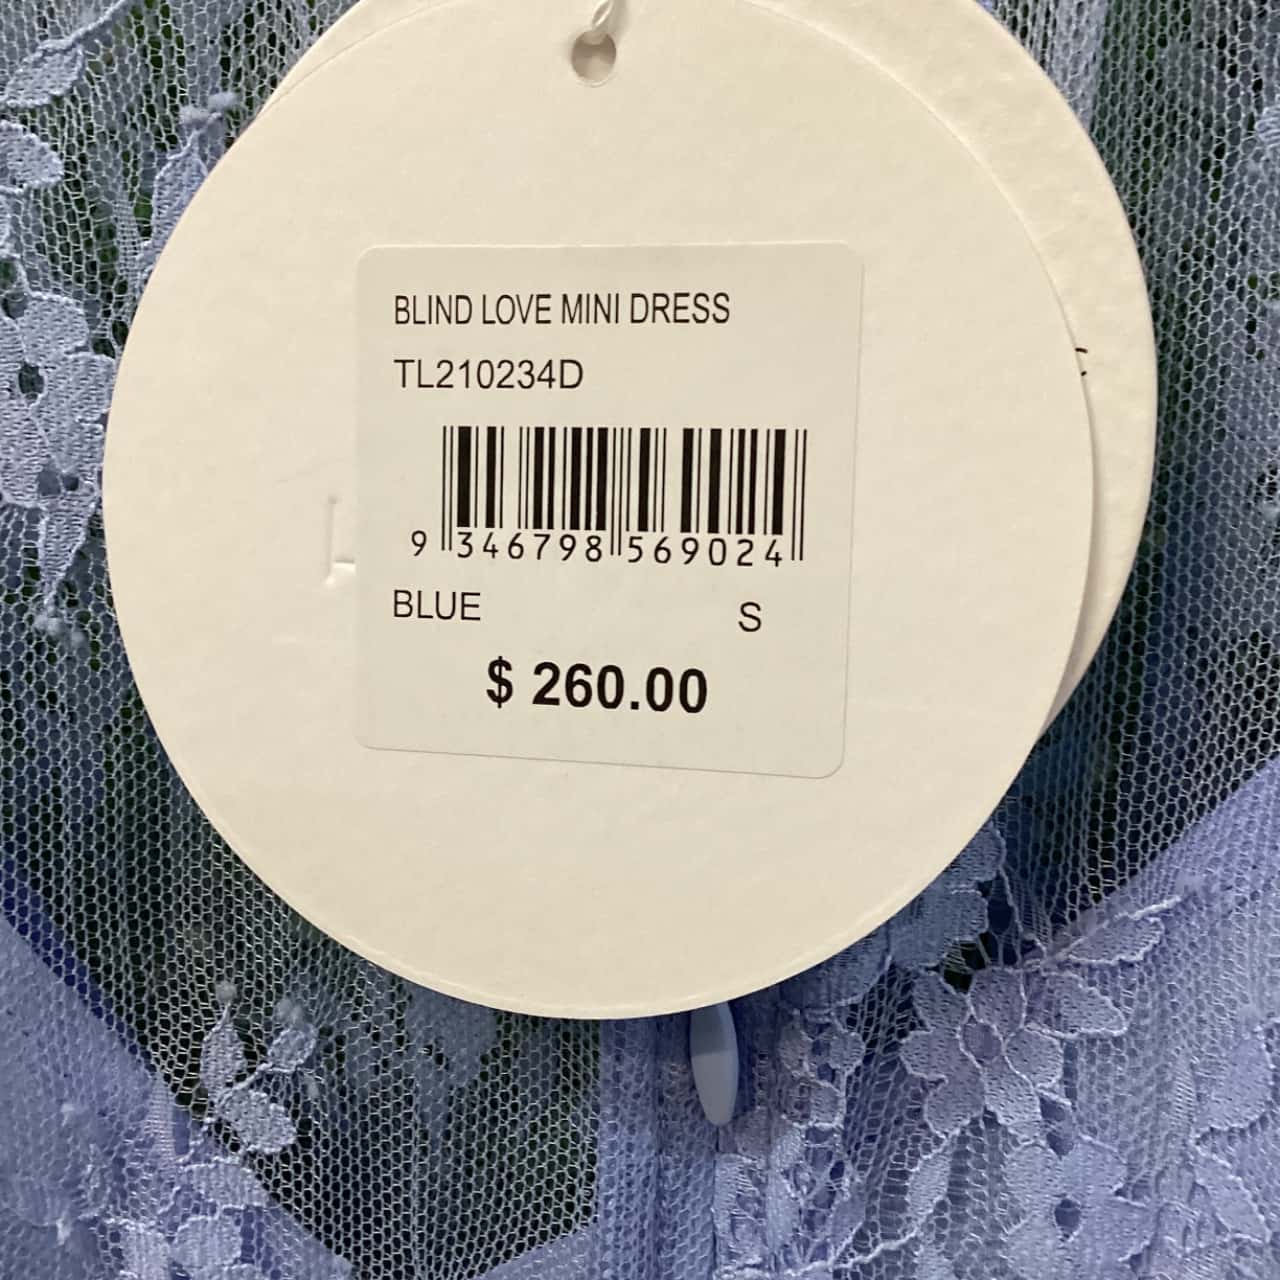 BLIND LOVE MINI DRESS
TL210234D
9 346798 569024
BLUE S
$ 260.00